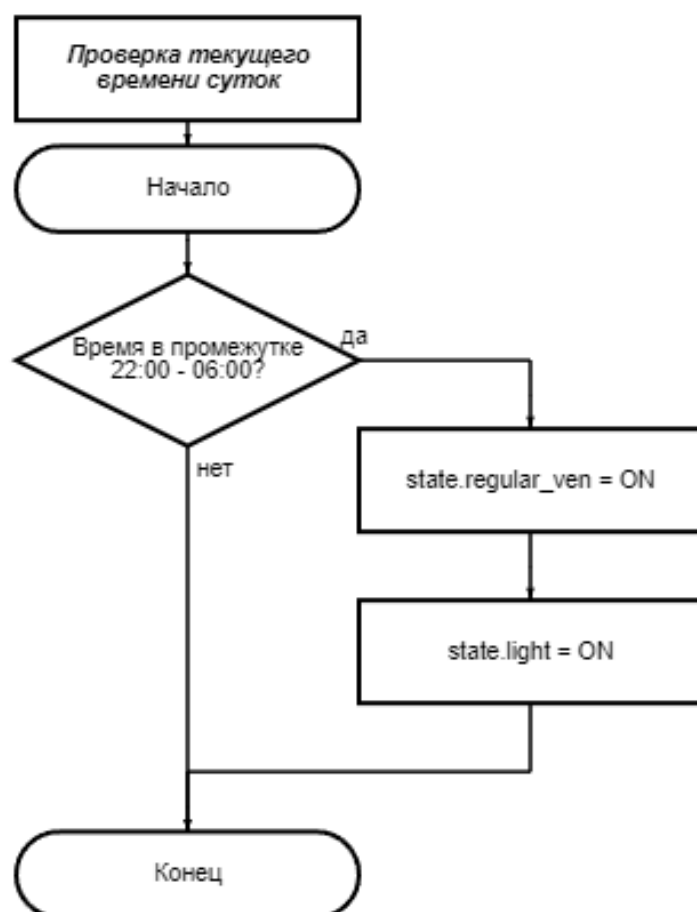 Проверка текущего
времени суток
Начало
Время в промежутке
22:00 - 06:00?
да
нет
state.regular_ven = ON
state.light = ON
Конец